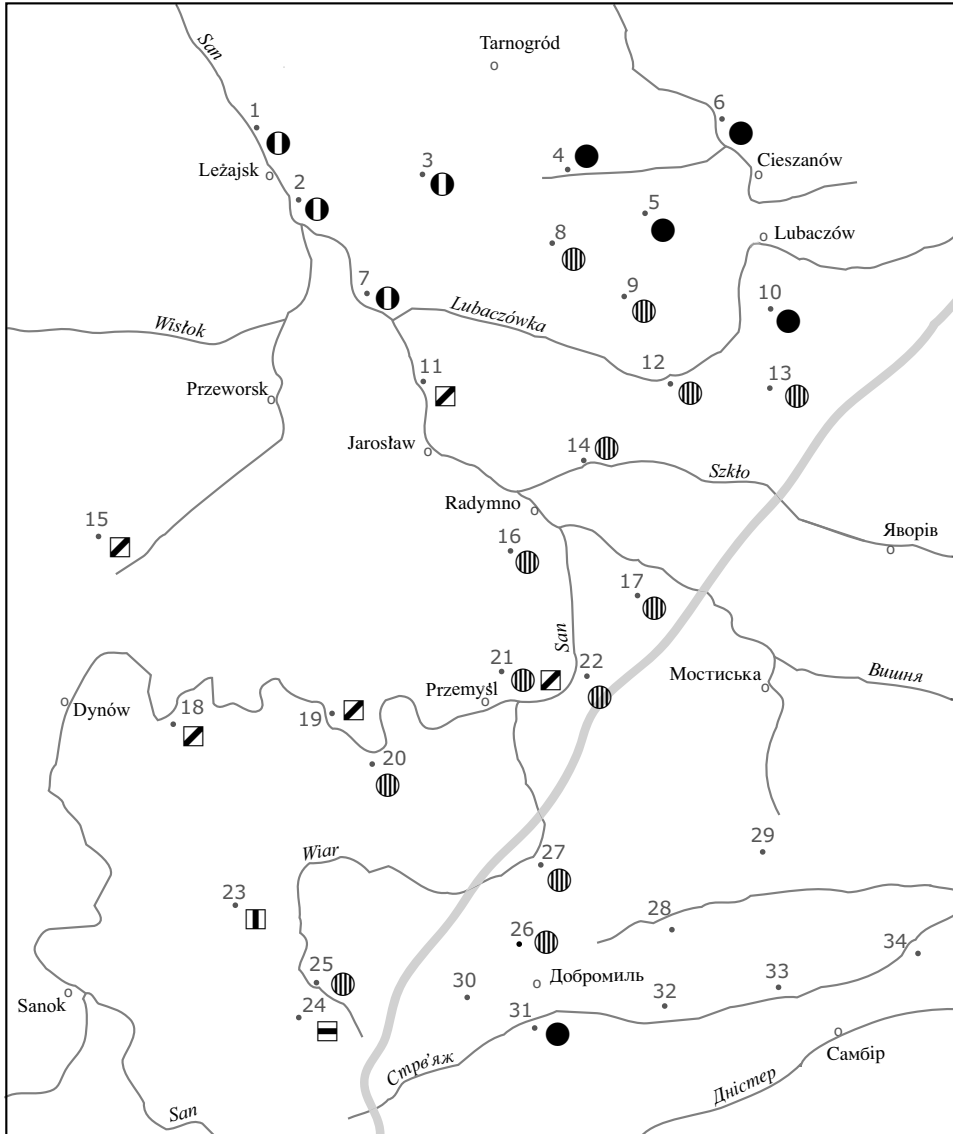 San
Tarnogród
1
6
3
4
Cieszanów
Leżajsk
2
5
8
Lubaczów
7
9
10
Lubaczówka
Wisłok
11
12
13
Przeworsk
Jarosław
14
Szkło
Radymno
15
Яворів
16
17
San
21
22
Przemyśl
Мостиська
Вишня
Dynów
18
19
20
29
Wiar
27
23
28
26
34
25
Добромиль
33
30
32
Sanok
24
31
Самбір
Стрв'яж
Дністер
San